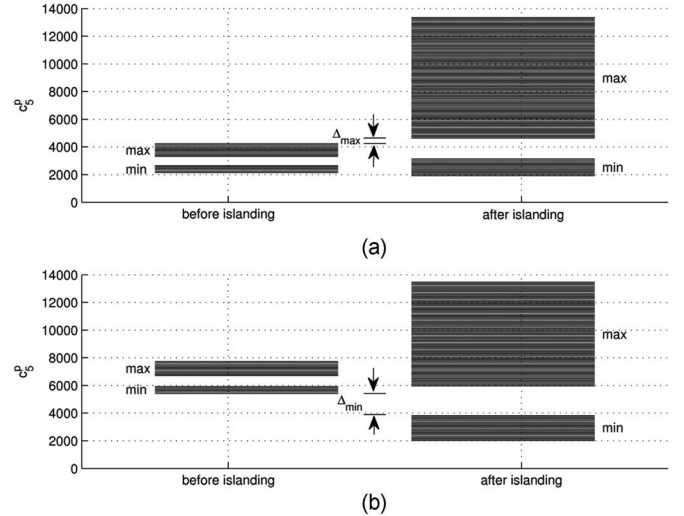 14000
12000
10000
8000
6000
4000
2000
0
c₅ᵖ
max
min
Δmax
max
min
before islanding
after islanding
(a)
14000
12000
10000
8000
6000
4000
2000
0
c₅ᵖ
max
min
Δmin
max
min
before islanding
after islanding
(b)